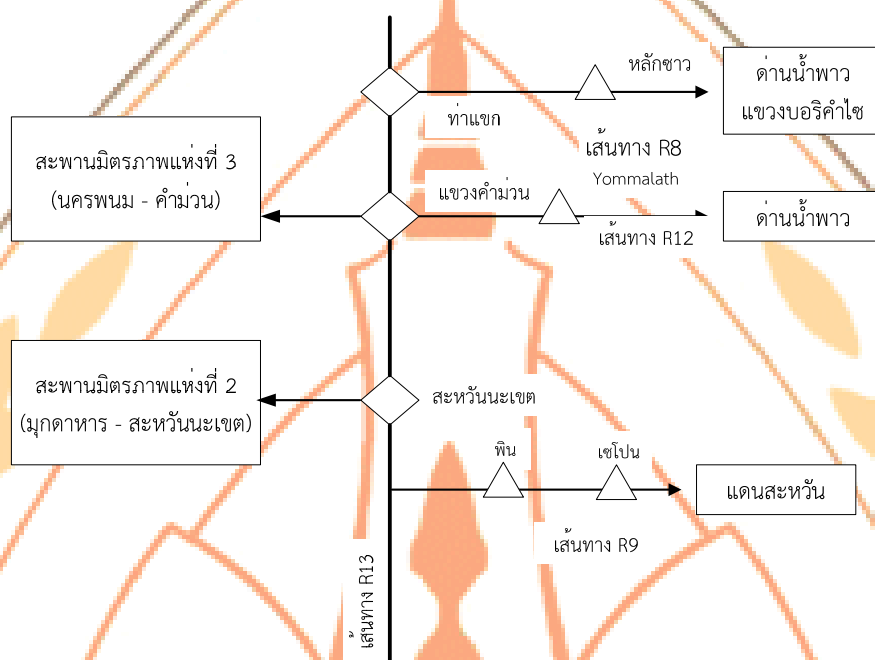 หลักซาว
ด่านน้ำพาว
แขวงบอริคำไซ
ท่าแขก
เส้นทาง R8
สะพานมิตรภาพแห่งที่ 3
(นครพนม - คำม่วน)
แขวงคำม่วน
Yommalath
ด่านน้ำพาว
เส้นทาง R12
สะพานมิตรภาพแห่งที่ 2
(มุกดาหาร - สะหวันนะเขต)
สะหวันนะเขต
พิน
เซโปน
แดนสะหวัน
เส้นทาง R9
เส้นทาง R13